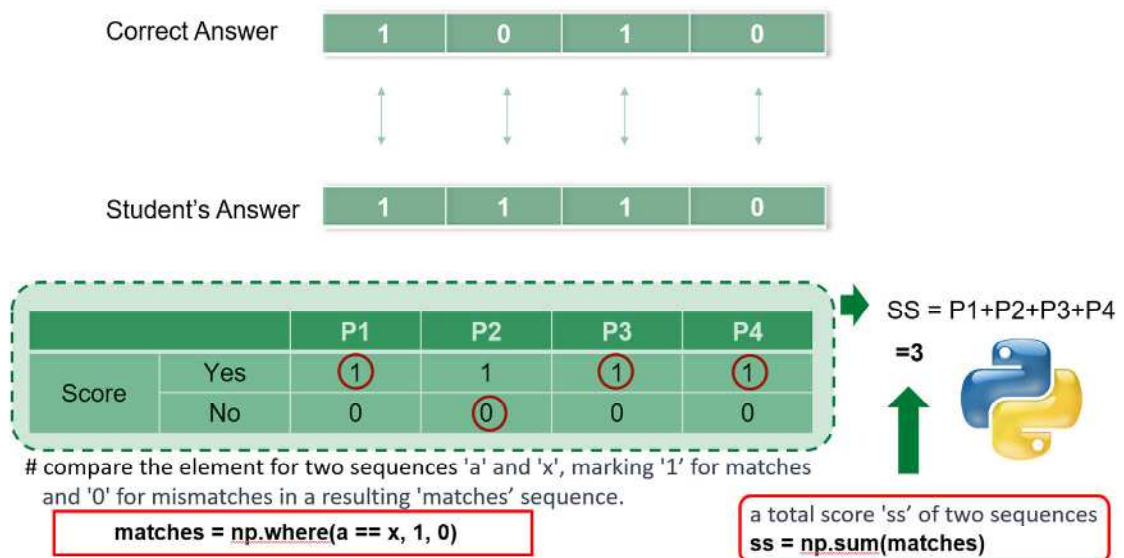 Correct Answer 1 0 1 0
Student’s Answer 1 1 1 0
P1 P2 P3 P4
Score
Yes 1 1 1 1
No 0 0 0 0
SS = P1+P2+P3+P4
=3
# compare the element for two sequences 'a' and 'x', marking '1’ for matches
and '0' for mismatches in a resulting 'matches’ sequence.
matches = np.where(a == x, 1, 0)
a total score 'ss’ of two sequences
ss = np.sum(matches)